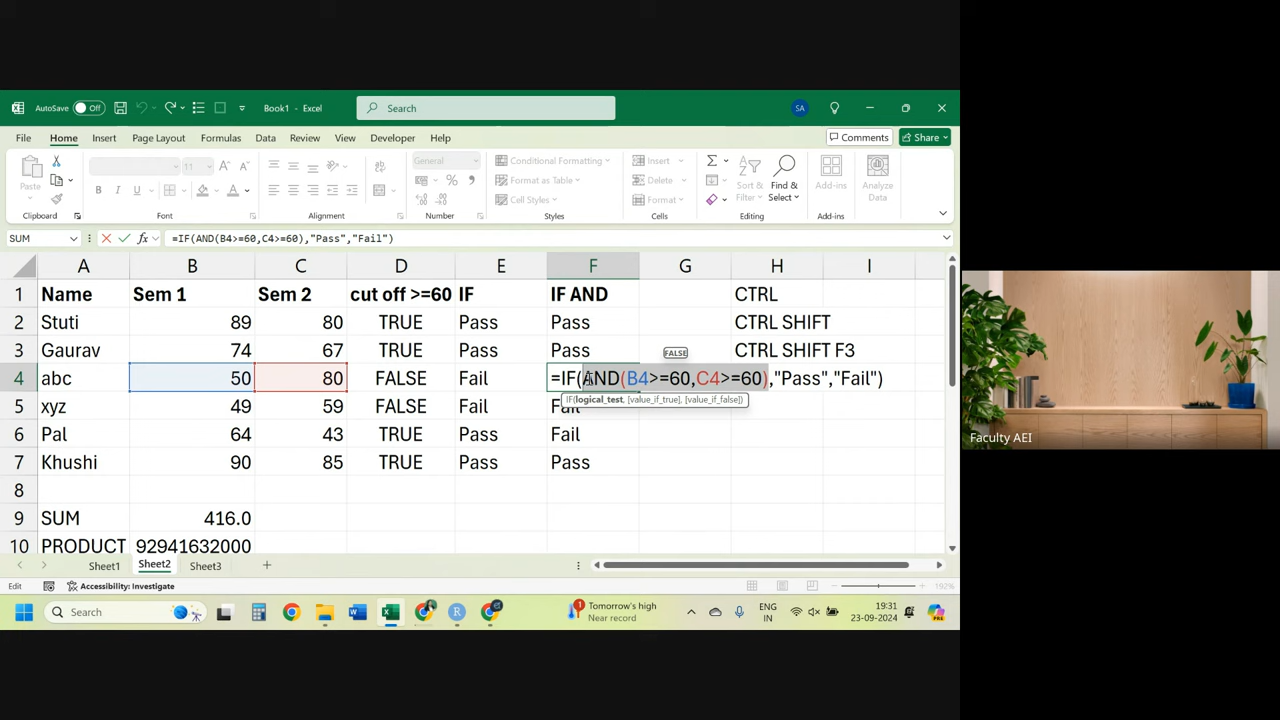 AutoSave Off Book1 - Excel Search SA
File Home Insert Page Layout Formulas Data Review View Developer Help Comments Share
Paste 11 General Conditional Formatting Insert Sort & Find & Add-ins Analyze
B I U A % Format as Table Delete Filter Select Data
Cell Styles Format
Clipboard Font Alignment Number Styles Cells Editing Add-ins
SUM fx =IF(AND(B4>=60,C4>=60),"Pass","Fail")
A B C D E F G H I
1 Name Sem 1 Sem 2 cut off >=60 IF IF AND CTRL
2 Stuti 89 80 TRUE Pass Pass CTRL SHIFT
3 Gaurav 74 67 TRUE Pass Pass FALSE CTRL SHIFT F3
4 abc 50 80 FALSE Fail =IF(AND(B4>=60,C4>=60),"Pass","Fail")
IF(logical_test, [value_if_true], [value_if_false])
5 xyz 49 59 FALSE Fail Fail
6 Pal 64 43 TRUE Pass Fail
7 Khushi 90 85 TRUE Pass Pass
8
9 SUM 416.0
10 PRODUCT 92941632000
Sheet1 Sheet2 Sheet3
Edit Accessibility: Investigate 192%
Search 1 Tomorrow's high ENG 19:31
Near record IN 23-09-2024
Faculty AEI